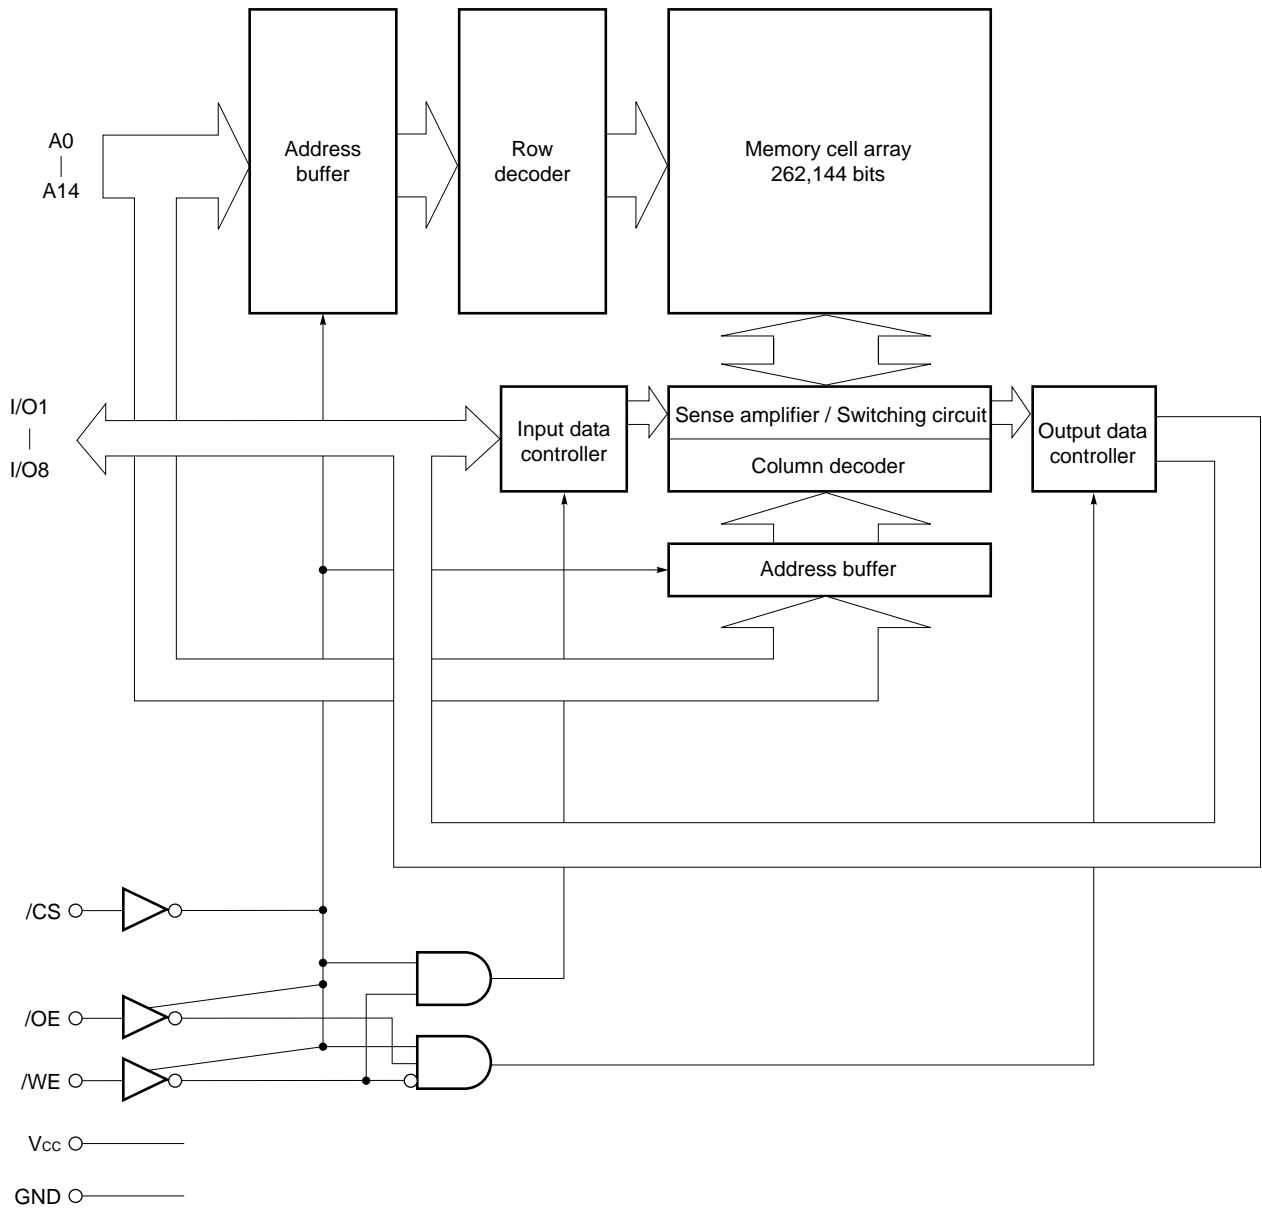 A0
A14
Address
buffer
Row
decoder
Memory cell array
262,144 bits
I/O1
I/O8
Input data
controller
Sense amplifier / Switching circuit
Column decoder
Output data
controller
Address buffer
/CS
/OE
/WE
VCC
GND